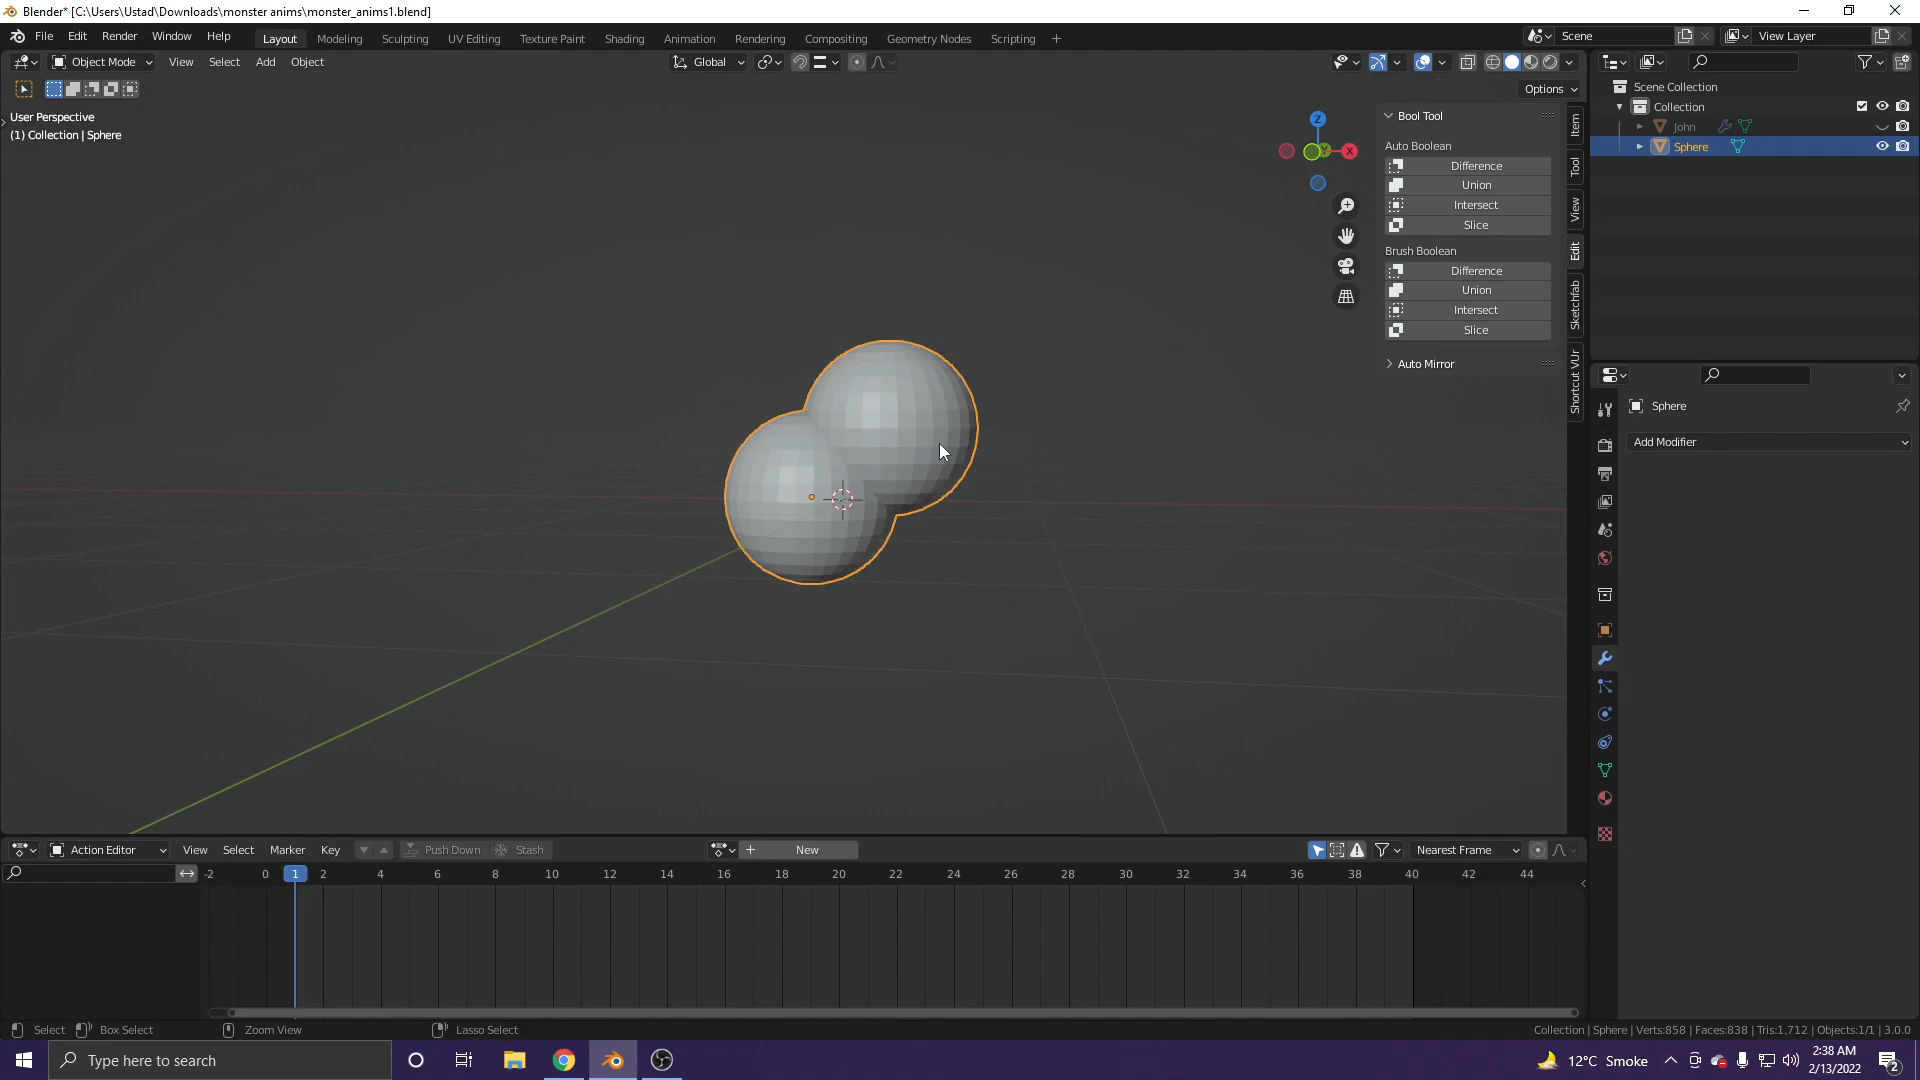 Blender* [C:\Users\Ustad\Downloads\monster anims\monster_anims1.blend]
File Edit Render Window Help Layout Modeling Sculpting UV Editing Texture Paint Shading Animation Rendering Compositing Geometry Nodes Scripting + Scene View Layer
Object Mode View Select Add Object Global
Options
User Perspective
(1) Collection | Sphere
Z
X
Bool Tool
Auto Boolean
Difference
Union
Intersect
Slice
Brush Boolean
Difference
Union
Intersect
Slice
Auto Mirror
Item
Tool
View
Edit
Sketchfab
Shortcut VUr
Scene Collection
Collection
John
Sphere
Sphere
Add Modifier
Action Editor View Select Marker Key Push Down Stash New Nearest Frame
-2 0 1 2 4 6 8 10 12 14 16 18 20 22 24 26 28 30 32 34 36 38 40 42 44
Select Box Select Zoom View Lasso Select Collection | Sphere | Verts:858 | Faces:838 | Tris:1,712 | Objects:1/1 | 3.0.0
Type here to search 12°C Smoke 2:38 AM
2/13/2022 2